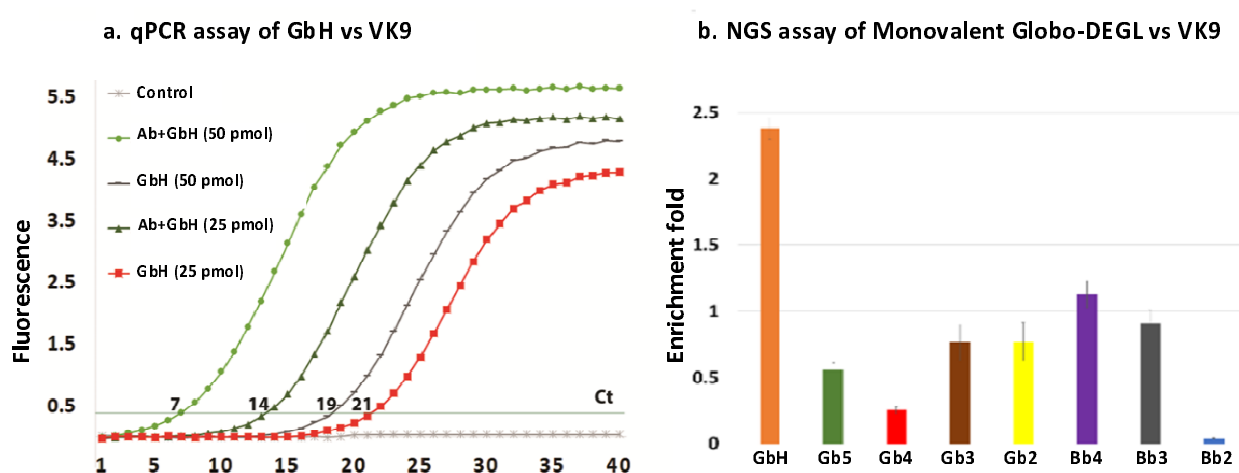 a. qPCR assay of GbH vs VK9
b. NGS assay of Monovalent Globo-DEGL vs VK9
Fluorescence
5.5
4.5
3.5
2.5
1.5
0.5
Control
Ab+GbH (50 pmol)
GbH (50 pmol)
Ab+GbH (25 pmol)
GbH (25 pmol)
7
14
19
21
Ct
1 5 10 15 20 25 30 35 40
Enrichment fold
2.5
2
1.5
1
0.5
0
GbH Gb5 Gb4 Gb3 Gb2 Bb4 Bb3 Bb2